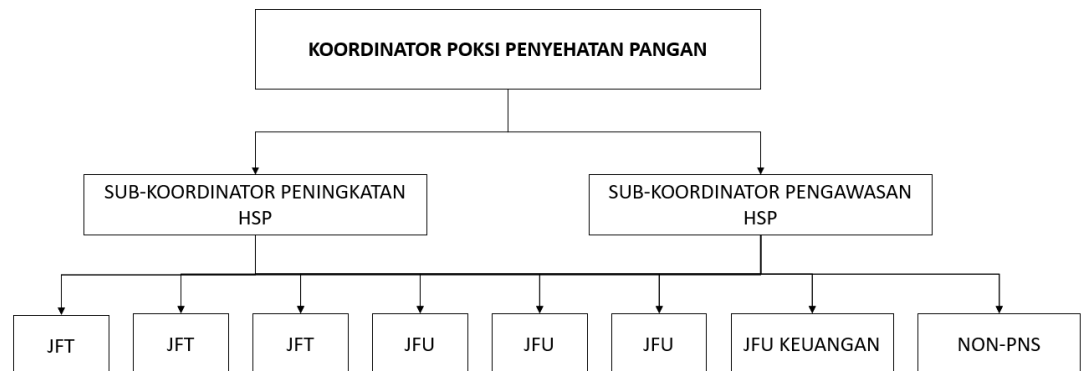 KOORDINATOR POKSI PENYEHATAN PANGAN
SUB-KOORDINATOR PENINGKATAN
HSP
SUB-KOORDINATOR PENGAWASAN
HSP
JFT
JFT
JFT
JFU
JFU
JFU
JFU KEUANGAN
NON-PNS